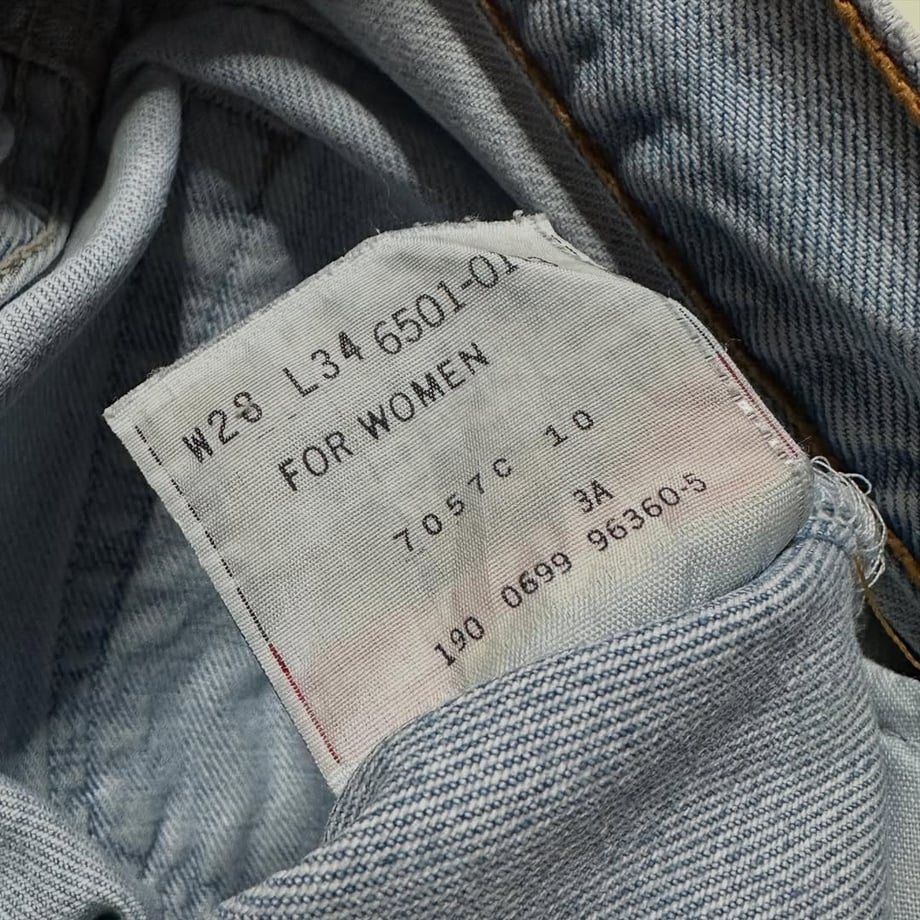 W28 L34 6501-01
FOR WOMEN
7057C 10
3A
190 0699 96360-5